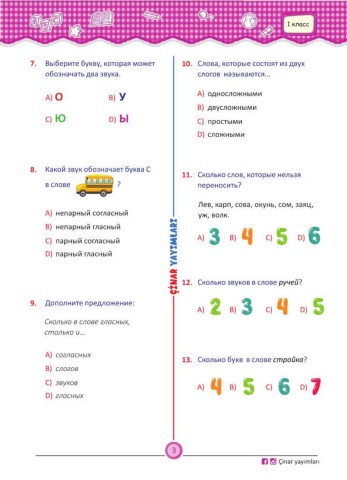 1 класс
7. Выберите букву, которая может
обозначать два звука.
A) О
B) У
C) Ю
D) Ы
8. Какой звук обозначает буква С
в слове ?
A) непарный согласный
B) непарный гласный
C) парный согласный
D) парный гласный
9. Дополните предложение:
Сколько в слове гласных,
столько и...
A) согласных
B) слогов
C) звуков
D) гласных
ÇİNAR YAYIMLARI
10. Слова, которые состоят из двух
слогов называются...
A) односложными
B) двусложными
C) простыми
D) сложными
11. Сколько слов, которые нельзя
переносить?
Лев, карп, сова, окунь, сом, заяц,
уж, волк.
A) 3 B) 4 C) 5 D) 6
12. Сколько звуков в слове ручей?
A) 2 B) 3 C) 4 D) 5
13. Сколько букв в слове стройка?
A) 4 B) 5 C) 6 D) 7
3
Çinar yayımları